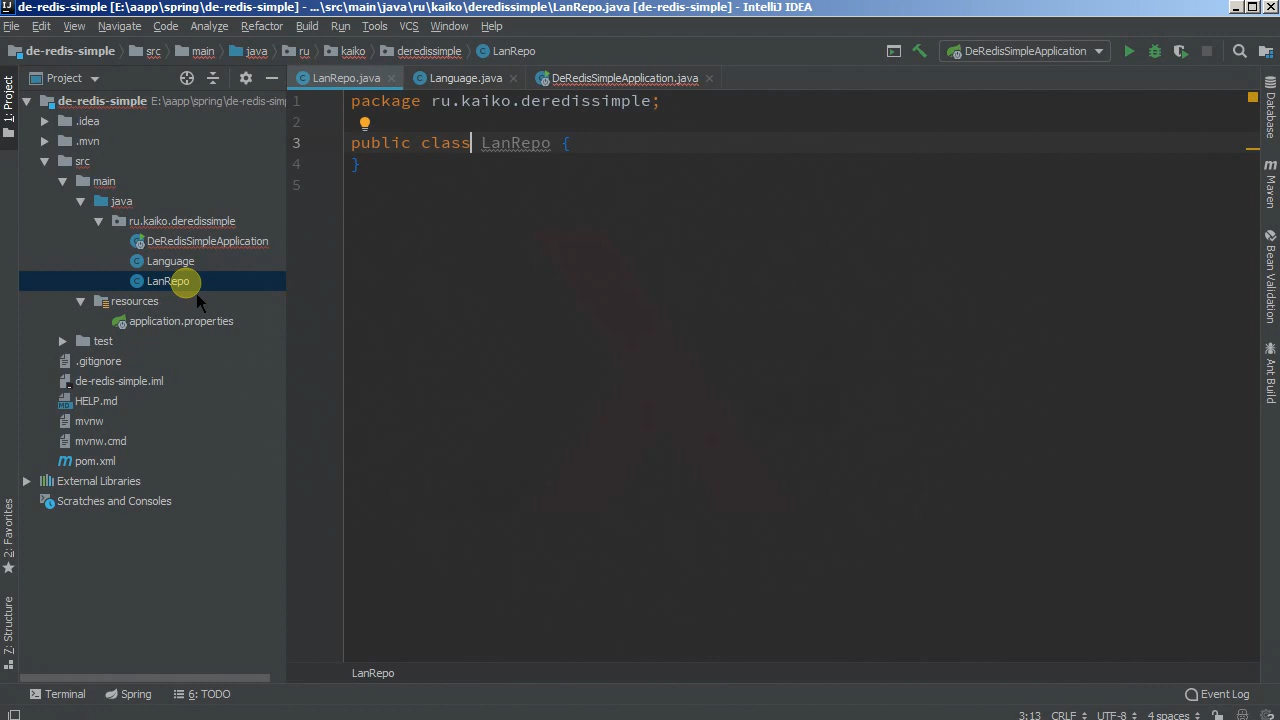 de-redis-simple [E:\aapp\spring\de-redis-simple] - ...\src\main\java\ru\kaiko\deredissimple\LanRepo.java [de-redis-simple] - IntelliJ IDEA
File Edit View Navigate Code Analyze Refactor Build Run Tools VCS Window Help
de-redis-simple src main java ru kaiko deredissimple LanRepo DeRedisSimpleApplication
Project LanRepo.java Language.java DeRedisSimpleApplication.java
1: Project
de-redis-simple E:\aapp\spring\de-redis-simp
.idea
.mvn
src
main
java
ru.kaiko.deredissimple
DeRedisSimpleApplication
Language
LanRepo
resources
application.properties
test
.gitignore
de-redis-simple.iml
HELP.md
mvnw
mvnw.cmd
pom.xml
External Libraries
Scratches and Consoles
2: Favorites
7: Structure
1 package ru.kaiko.deredissimple;
2
3 public class LanRepo {
4 }
5
Database
Maven
Bean Validation
Ant Build
LanRepo
Terminal Spring 6: TODO Event Log
3:13 CRLF UTF-8 4 spaces